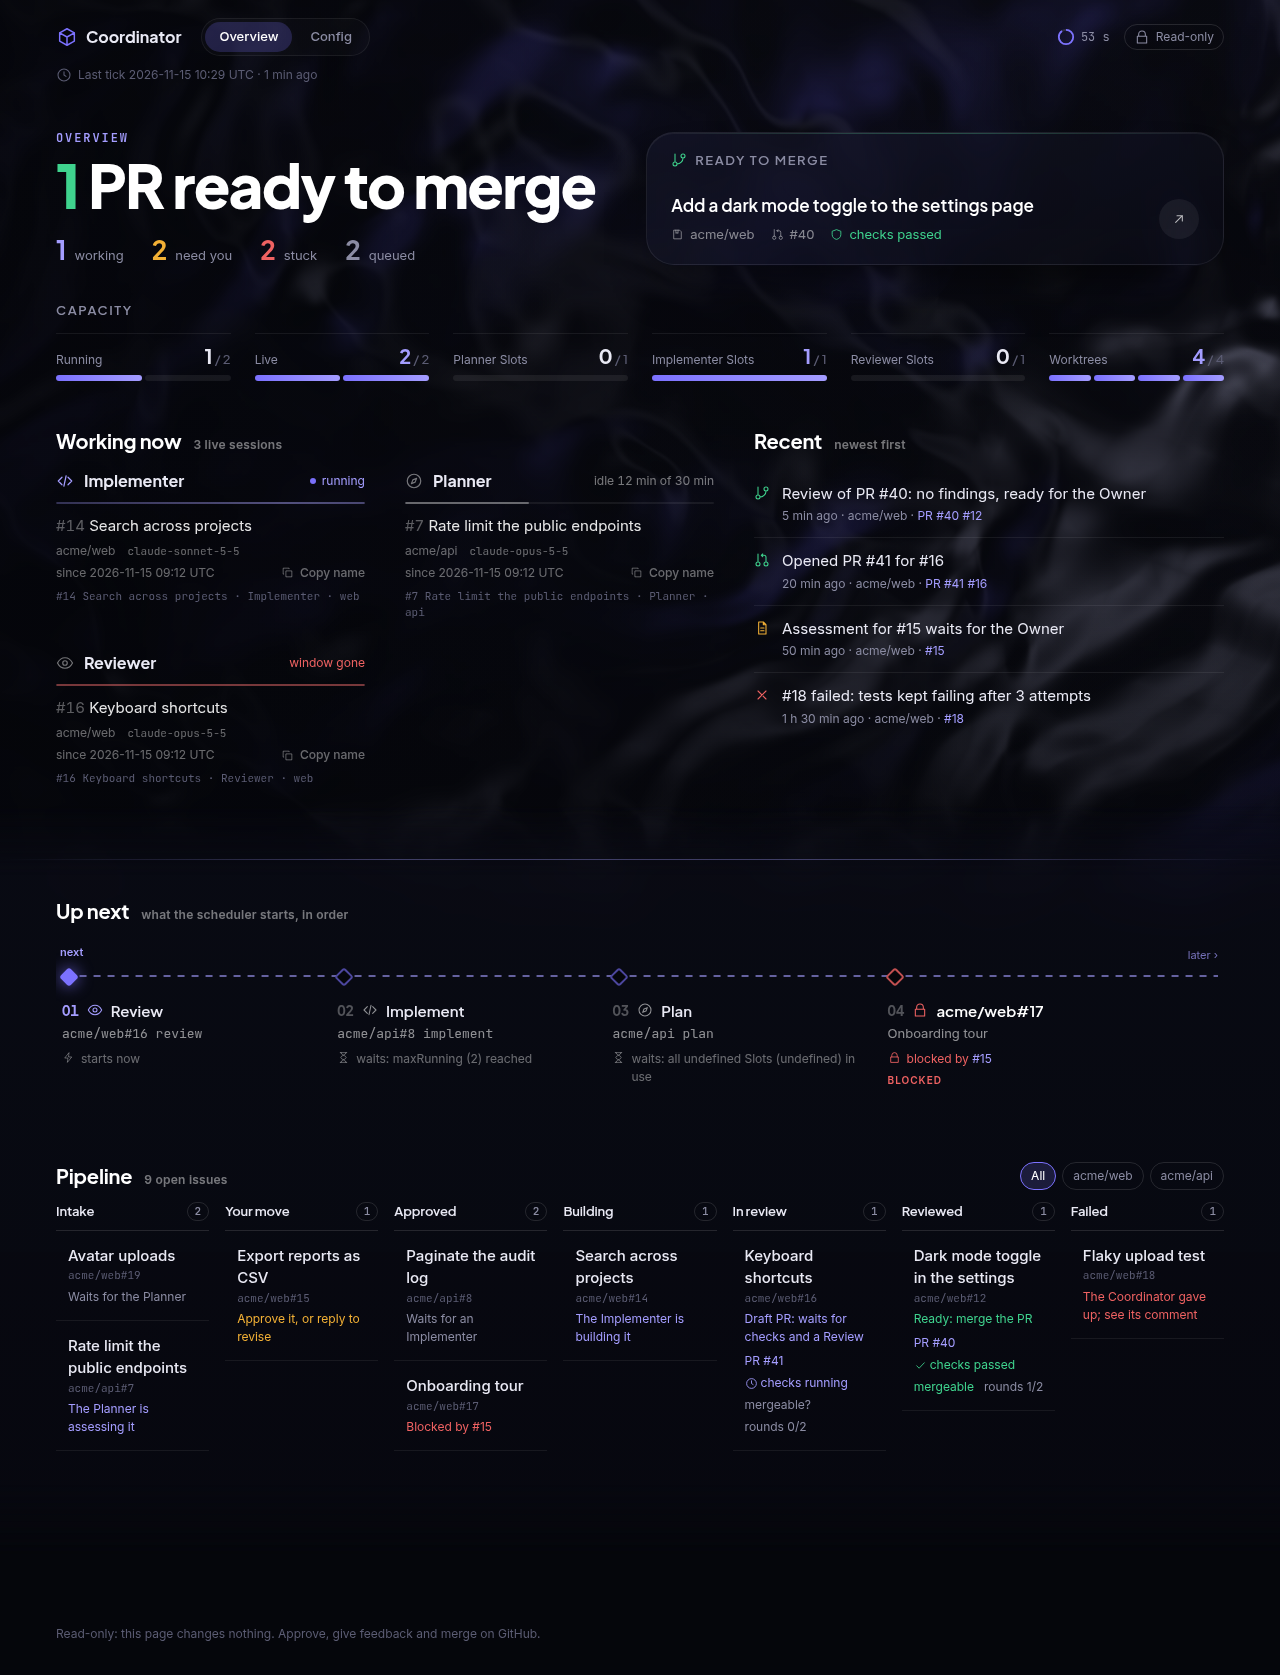 Coordinator
Overview
Config
53 s
Read-only
Last tick 2026-11-15 10:29 UTC · 1 min ago
OVERVIEW
1 PR ready to merge
1 working
2 need you
2 stuck
2 queued
READY TO MERGE
Add a dark mode toggle to the settings page
acme/web
#40
checks passed
CAPACITY
Running 1 / 2
Live 2 / 2
Planner Slots 0 / 1
Implementer Slots 1 / 1
Reviewer Slots 0 / 1
Worktrees 4 / 4
Working now 3 live sessions
Implementer running
#14 Search across projects
acme/web claude-sonnet-5-5
since 2026-11-15 09:12 UTC Copy name
#14 Search across projects · Implementer · web
Planner idle 12 min of 30 min
#7 Rate limit the public endpoints
acme/api claude-opus-5-5
since 2026-11-15 09:12 UTC Copy name
#7 Rate limit the public endpoints · Planner ·
api
Reviewer window gone
#16 Keyboard shortcuts
acme/web claude-opus-5-5
since 2026-11-15 09:12 UTC Copy name
#16 Keyboard shortcuts · Reviewer · web
Recent newest first
Review of PR #40: no findings, ready for the Owner
5 min ago · acme/web · PR #40 #12
Opened PR #41 for #16
20 min ago · acme/web · PR #41 #16
Assessment for #15 waits for the Owner
50 min ago · acme/web · #15
#18 failed: tests kept failing after 3 attempts
1 h 30 min ago · acme/web · #18
Up next what the scheduler starts, in order
next
later ›
01 Review
acme/web#16 review
starts now
02 Implement
acme/api#8 implement
waits: maxRunning (2) reached
03 Plan
acme/api plan
waits: all undefined Slots (undefined) in
use
04 acme/web#17
Onboarding tour
blocked by #15
BLOCKED
Pipeline 9 open issues
All
acme/web
acme/api
Intake 2
Avatar uploads
acme/web#19
Waits for the Planner
Rate limit the
public endpoints
acme/api#7
The Planner is
assessing it
Your move 1
Export reports as
CSV
acme/web#15
Approve it, or reply to
revise
Approved 2
Paginate the audit
log
acme/api#8
Waits for an
Implementer
Onboarding tour
acme/web#17
Blocked by #15
Building 1
Search across
projects
acme/web#14
The Implementer is
building it
In review 1
Keyboard
shortcuts
acme/web#16
Draft PR: waits for
checks and a Review
PR #41
checks running
mergeable?
rounds 0/2
Reviewed 1
Dark mode toggle
in the settings
acme/web#12
Ready: merge the PR
PR #40
checks passed
mergeable rounds 1/2
Failed 1
Flaky upload test
acme/web#18
The Coordinator gave
up; see its comment
Read-only: this page changes nothing. Approve, give feedback and merge on GitHub.